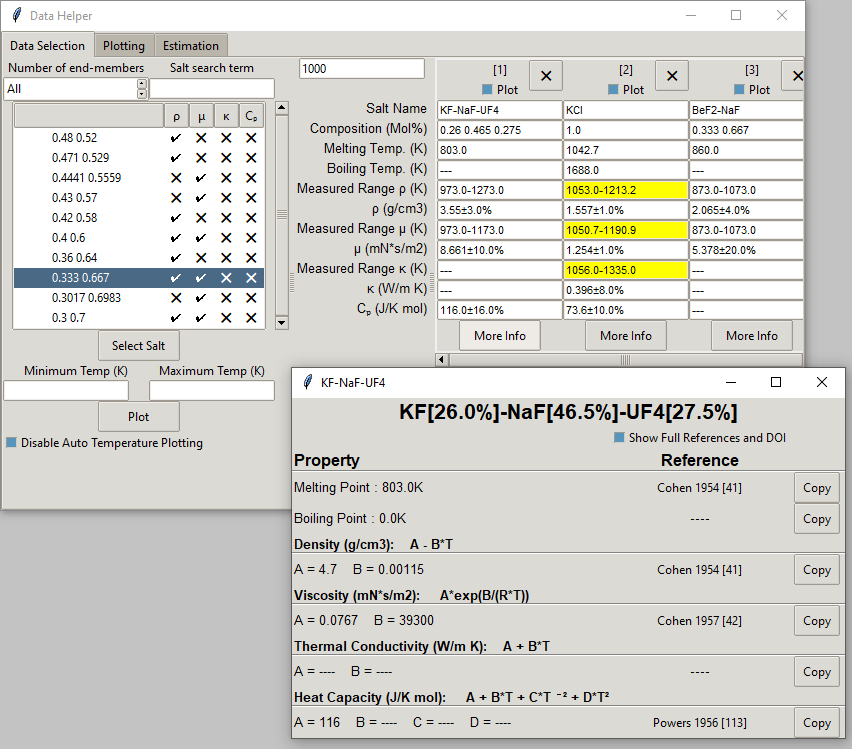 Data Helper
Data Selection Plotting Estimation
Number of end-members Salt search term 1000 [1] [2] [3]
All Plot Plot Plot
ρ μ κ Cₚ
Salt Name KF-NaF-UF4 KCl BeF2-NaF
0.48 0.52 Composition (Mol%) 0.26 0.465 0.275 1.0 0.333 0.667
0.471 0.529 Melting Temp. (K) 803.0 1042.7 860.0
0.4441 0.5559 Boiling Temp. (K) --- 1688.0 ---
0.43 0.57 Measured Range ρ (K) 973.0-1273.0 1053.0-1213.2 873.0-1073.0
0.42 0.58 ρ (g/cm3) 3.55±3.0% 1.557±1.0% 2.065±4.0%
0.4 0.6 Measured Range μ (K) 973.0-1173.0 1050.7-1190.9 873.0-1073.0
0.36 0.64 μ (mN*s/m2) 8.661±10.0% 1.254±1.0% 5.378±20.0%
0.333 0.667 Measured Range κ (K) --- 1056.0-1335.0 ---
0.3017 0.6983 κ (W/m K) --- 0.396±8.0% ---
0.3 0.7 Cₚ (J/K mol) 116.0±16.0% 73.6±10.0% ---
Select Salt More Info More Info More Info
Minimum Temp (K) Maximum Temp (K)
Plot
Disable Auto Temperature Plotting
KF-NaF-UF4
KF[26.0%]-NaF[46.5%]-UF4[27.5%]
Show Full References and DOI
Property Reference
Melting Point : 803.0K Cohen 1954 [41] Copy
Boiling Point : 0.0K ---- Copy
Density (g/cm3): A - B*T
A = 4.7 B = 0.00115 Cohen 1954 [41] Copy
Viscosity (mN*s/m2): A*exp(B/(R*T))
A = 0.0767 B = 39300 Cohen 1957 [42] Copy
Thermal Conductivity (W/m K): A + B*T
A = ---- B = ---- ---- Copy
Heat Capacity (J/K mol): A + B*T + C*T ⁻² + D*T²
A = 116 B = ---- C = ---- D = ---- Powers 1956 [113] Copy